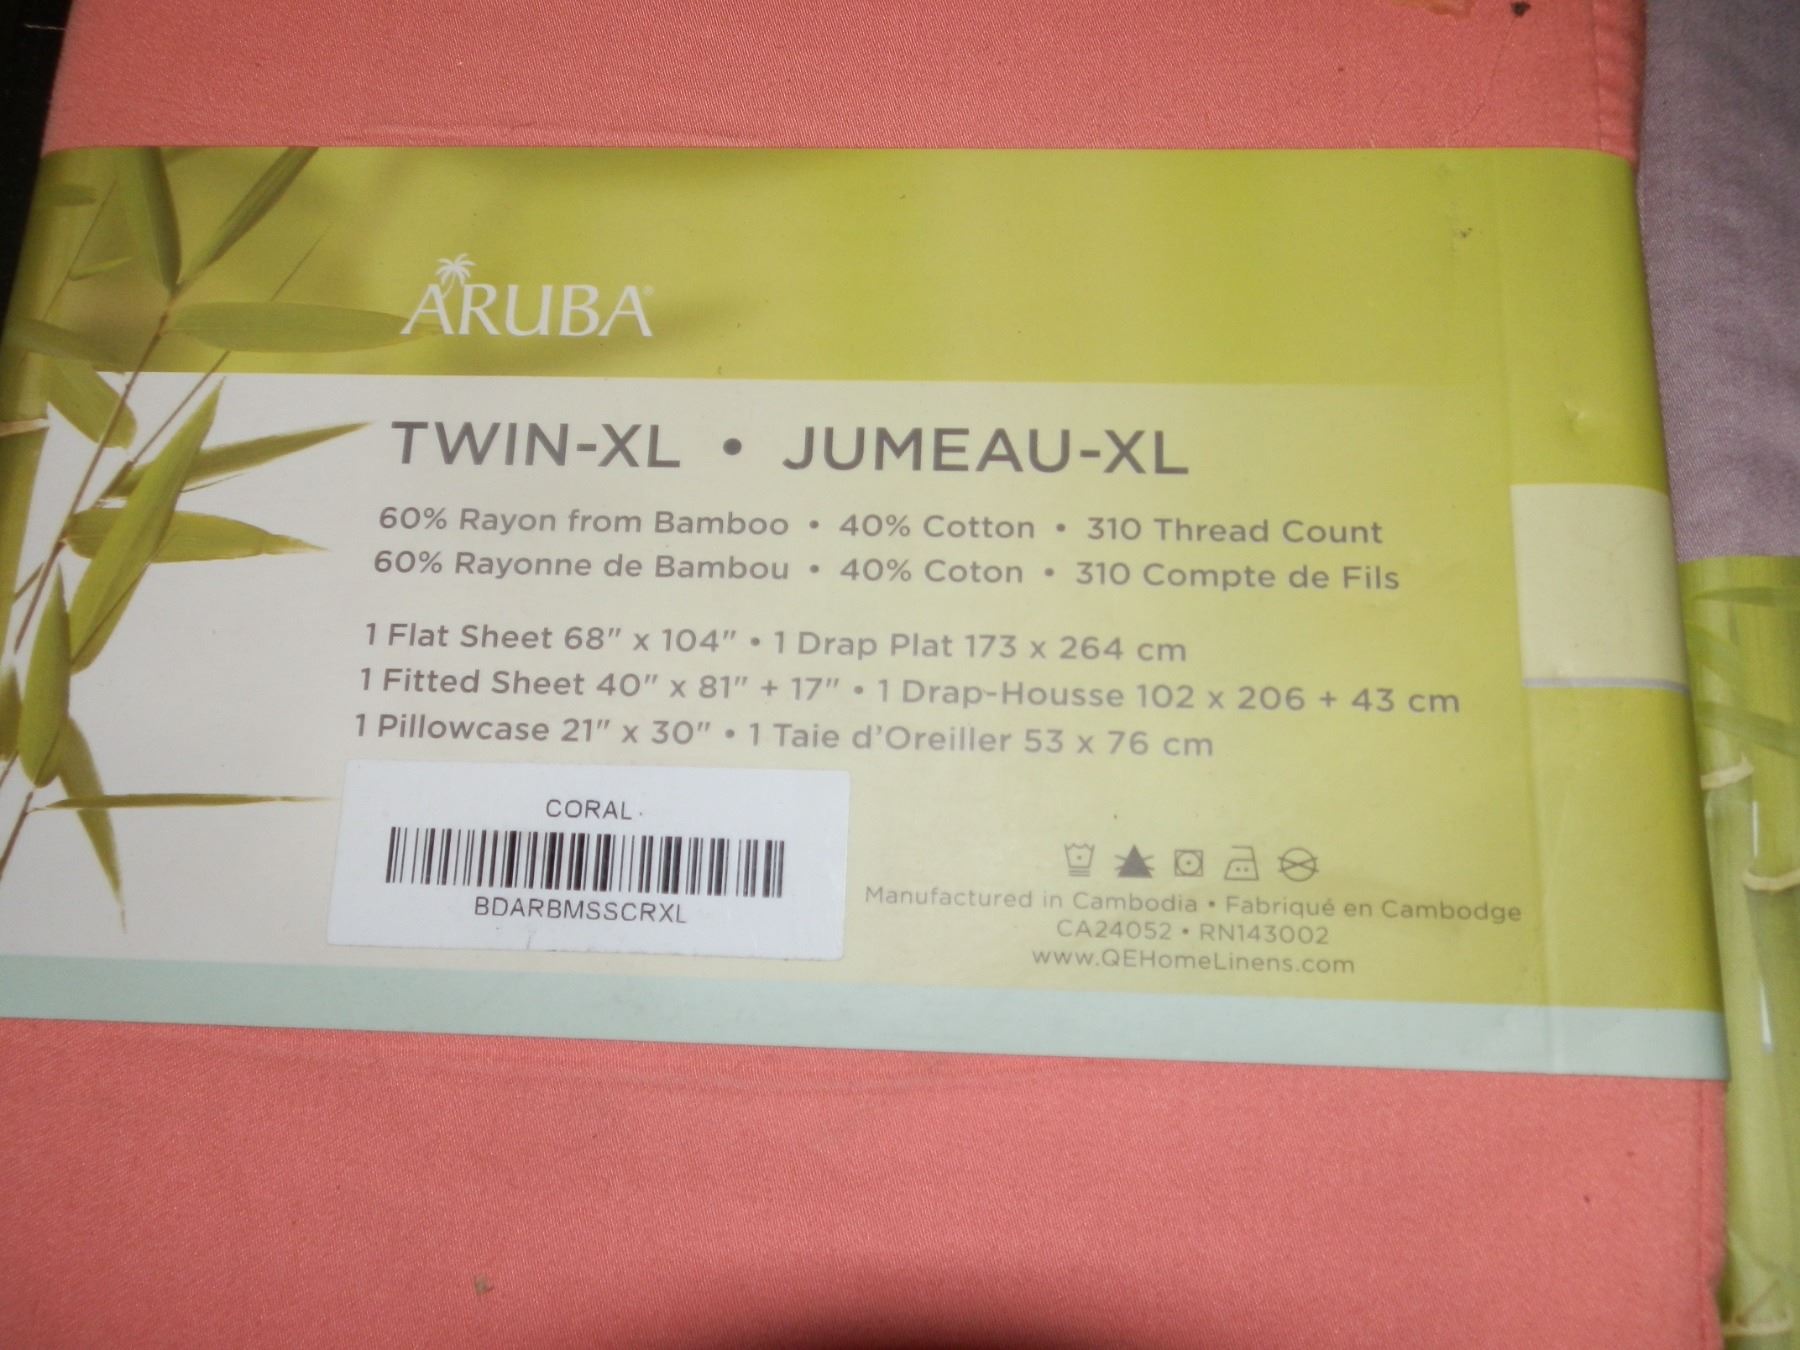 ARUBA®
TWIN-XL • JUMEAU-XL
60% Rayon from Bamboo • 40% Cotton • 310 Thread Count
60% Rayonne de Bambou • 40% Coton • 310 Compte de Fils
1 Flat Sheet 68" x 104" • 1 Drap Plat 173 x 264 cm
1 Fitted Sheet 40" x 81" + 17" • 1 Drap-Housse 102 x 206 + 43 cm
1 Pillowcase 21" x 30" • 1 Taie d'Oreiller 53 x 76 cm
CORAL
BDARBMSSCRXL
Manufactured in Cambodia • Fabriqué en Cambodge
CA24052 • RN143002
www.QEHomeLinens.com